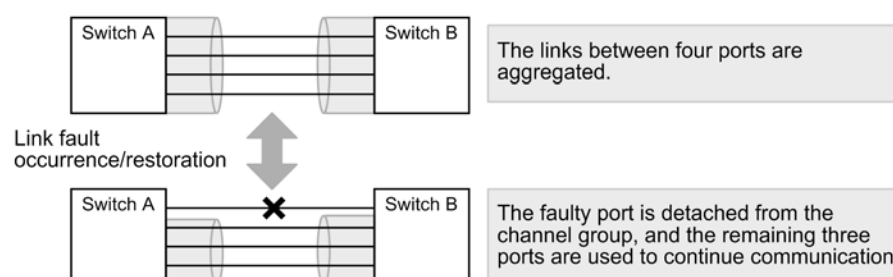 Switch A
Switch B
The links between four ports are
aggregated.
Link fault
occurrence/restoration
Switch A
Switch B
The faulty port is detached from the
channel group, and the remaining three
ports are used to continue communication